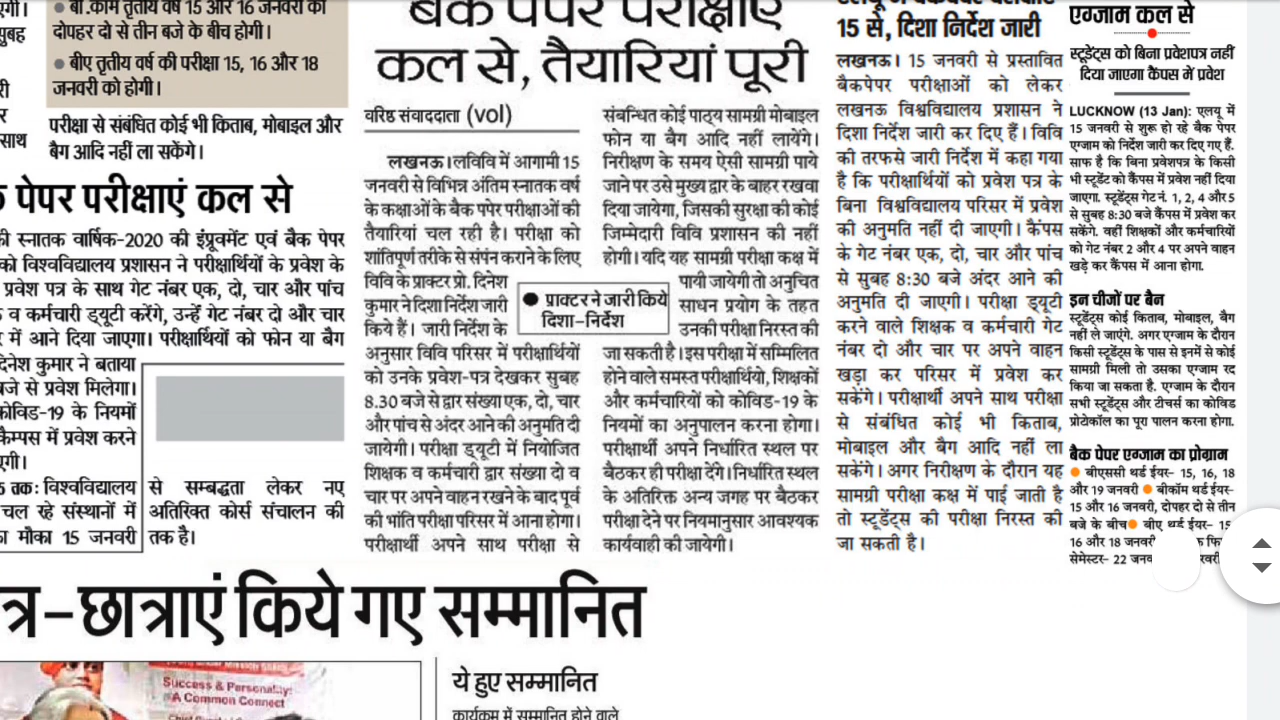 बी.कॉम तृतीय वर्ष 15 और 16 जनवरी को
दोपहर दो से तीन बजे के बीच होगी।
बीए तृतीय वर्ष की परीक्षा 15, 16 और 18
जनवरी को होगी।
परीक्षा से संबंधित कोई भी किताब, मोबाइल और
बैग आदि नहीं ला सकेंगे।
सुबह
साथ
पेपर परीक्षाएं कल से
स्नातक वार्षिक-2020 की इंप्रूवमेंट एवं बैक पेपर
को विश्वविद्यालय प्रशासन ने परीक्षार्थियों के प्रवेश के
प्रवेश पत्र के साथ गेट नंबर एक, दो, चार और पांच
व कर्मचारी ड्यूटी करेंगे, उन्हें गेट नंबर दो और चार
में आने दिया जाएगा। परीक्षार्थियों को फोन या बैग
दिनेश कुमार ने बताया
बजे से प्रवेश मिलेगा।
कोविड-19 के नियमों
कैम्पस में प्रवेश करने
तक: विश्वविद्यालय
चल रहे संस्थानों में
मौका 15 जनवरी
से सम्बद्धता लेकर नए
अतिरिक्त कोर्स संचालन की
तक है।
बैक पेपर परीक्षाएं
कल से, तैयारियां पूरी
वरिष्ठ संवाददाता (vol)
लखनऊ।लविवि में आगामी 15
जनवरी से विभिन्न अंतिम स्नातक वर्ष
के कक्षाओं के बैक पपेर परीक्षाओं की
तैयारियां चल रही है। परीक्षा को
शांतिपूर्ण तरीके से संपंन कराने के लिए
विवि के प्राक्टर प्रो. दिनेश
कुमार ने दिशा निर्देश जारी
किये हैं। जारी निर्देश के
अनुसार विवि परिसर में परीक्षार्थियों
को उनके प्रवेश-पत्र देखकर सुबह
8.30 बजे से द्वार संख्या एक, दो, चार
और पांच से अंदर आने की अनुमति दी
जायेगी। परीक्षा ड्यूटी में नियोजित
शिक्षक व कर्मचारी द्वार संख्या दो व
चार पर अपने वाहन रखने के बाद पूर्व
की भांति परीक्षा परिसर में आना होगा।
परीक्षार्थी अपने साथ परीक्षा से
संबन्धित कोई पाठ्य सामग्री मोबाइल
फोन या बैग आदि नहीं लायेंगे।
निरीक्षण के समय ऐसी सामग्री पाये
जाने पर उसे मुख्य द्वार के बाहर रखवा
दिया जायेगा, जिसकी सुरक्षा की कोई
जिम्मेदारी विवि प्रशासन की नहीं
होगी। यदि यह सामग्री परीक्षा कक्ष में
पायी जायेगी तो अनुचित
साधन प्रयोग के तहत
उनकी परीक्षा निरस्त की
जा सकती है। इस परीक्षा में सम्मिलित
होने वाले समस्त परीक्षार्थियो, शिक्षकों
और कर्मचारियों को कोविड-19 के
नियमों का अनुपालन करना होगा।
परीक्षार्थी अपने निर्धारित स्थल पर
बैठकर ही परीक्षा देंगे। निर्धारित स्थल
के अतिरिक्त अन्य जगह पर बैठकर
परीक्षा देने पर नियमानुसार आवश्यक
कार्यवाही की जायेगी।
प्राक्टर ने जारी किये
दिशा-निर्देश
15 से, दिशा निर्देश जारी
लखनऊ। 15 जनवरी से प्रस्तावित
बैकपेपर परीक्षाओं को लेकर
लखनऊ विश्वविद्यालय प्रशासन ने
दिशा निर्देश जारी कर दिए हैं। विवि
की तरफसे जारी निर्देश में कहा गया
है कि परीक्षार्थियों को प्रवेश पत्र के
बिना विश्वविद्यालय परिसर में प्रवेश
की अनुमति नहीं दी जाएगी। कैंपस
के गेट नंबर एक, दो, चार और पांच
से सुबह 8:30 बजे अंदर आने की
अनुमति दी जाएगी। परीक्षा ड्यूटी
करने वाले शिक्षक व कर्मचारी गेट
नंबर दो और चार पर अपने वाहन
खड़ा कर परिसर में प्रवेश कर
सकेंगे। परीक्षार्थी अपने साथ परीक्षा
से संबंधित कोई भी किताब,
मोबाइल और बैग आदि नहीं ला
सकेंगे। अगर निरीक्षण के दौरान यह
सामग्री परीक्षा कक्ष में पाई जाती है
तो स्टूडेंट्स की परीक्षा निरस्त की
जा सकती है।
एग्जाम कल से
स्टूडेंट्स को बिना प्रवेशपत्र नहीं
दिया जाएगा कैंपस में प्रवेश
LUCKNOW (13 Jan): एलयू में
15 जनवरी से शुरू हो रहे बैक पेपर
एग्जाम को निर्देश जारी कर दिए गए हैं.
साफ है कि बिना प्रवेशपत्र के किसी
भी स्टूडेंट को कैंपस में प्रवेश नहीं दिया
जाएगा. स्टूडेंट्स गेट नं. 1, 2, 4 और 5
से सुबह 8:30 बजे कैंपस में प्रवेश कर
सकेंगे. वहीं शिक्षकों और कर्मचारियों
को गेट नंबर 2 और 4 पर अपने वाहन
खड़े कर कैंपस में आना होगा.
इन चीजों पर बैन
स्टूडेंट्स कोई किताब, मोबाइल, बैग
नहीं ले जाएंगे. अगर एग्जाम के दौरान
किसी स्टूडेंट्स के पास से इनमें से कोई
सामग्री मिली तो उसका एग्जाम रद
किया जा सकता है. एग्जाम के दौरान
सभी स्टूडेंट्स और टीचर्स का कोविड
प्रोटोकॉल का पूरा पालन करना होगा.
बैक पेपर एग्जाम का प्रोग्राम
बीएससी थर्ड ईयर- 15, 16, 18
और 19 जनवरी बीकॉम थर्ड ईयर-
15 और 16 जनवरी, दोपहर दो से तीन
बजे के बीच बीए थर्ड ईयर- 15
16 और 18 जनवरी
सेमेस्टर- 22
त्र-छात्राएं किये गए सम्मानित
Success & Personality:
A Common Connect
ये हुए सम्मानित
कार्यक्रम में सम्मानित होने वाले